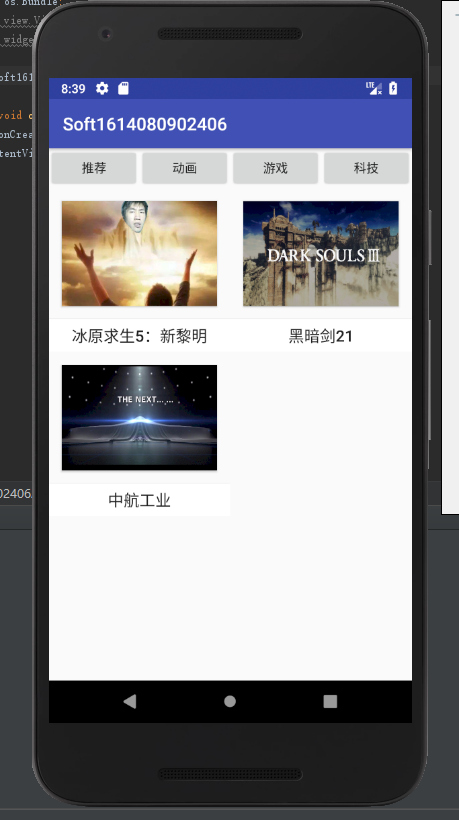 os.Bundle;
view.V
widge
8:39
LTE
Soft1614080902406
oft161
推荐 动画 游戏 科技
void o
onCrea
tentVi
DARK SOULS III
冰原求生5：新黎明 黑暗剑21
THE NEXT... ...
02406
中航工业